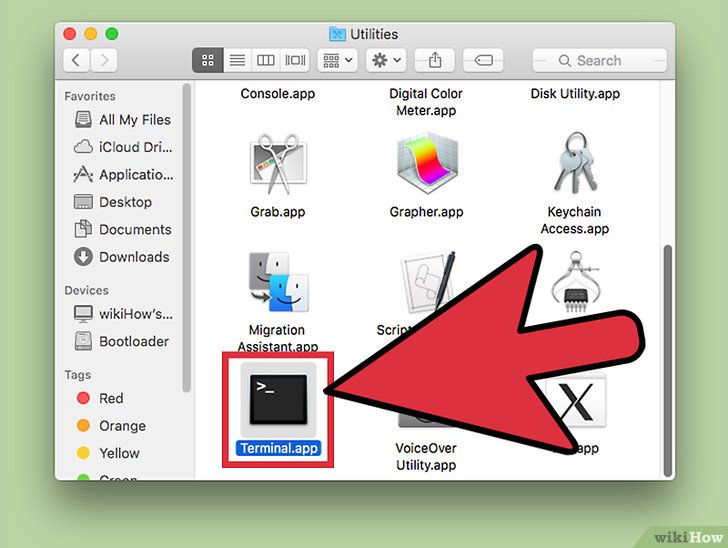 Utilities
Search
Favorites
All My Files
iCloud Dri...
Applicatio...
Desktop
Documents
Downloads
Devices
wikiHow's...
Bootloader
Tags
Red
Orange
Yellow
Green
Console.app
Digital Color
Meter.app
Disk Utility.app
Grab.app
Grapher.app
Keychain
Access.app
Migration
Assistant.app
Script
>_
Terminal.app
VoiceOver
Utility.app
X
app
wikiHow